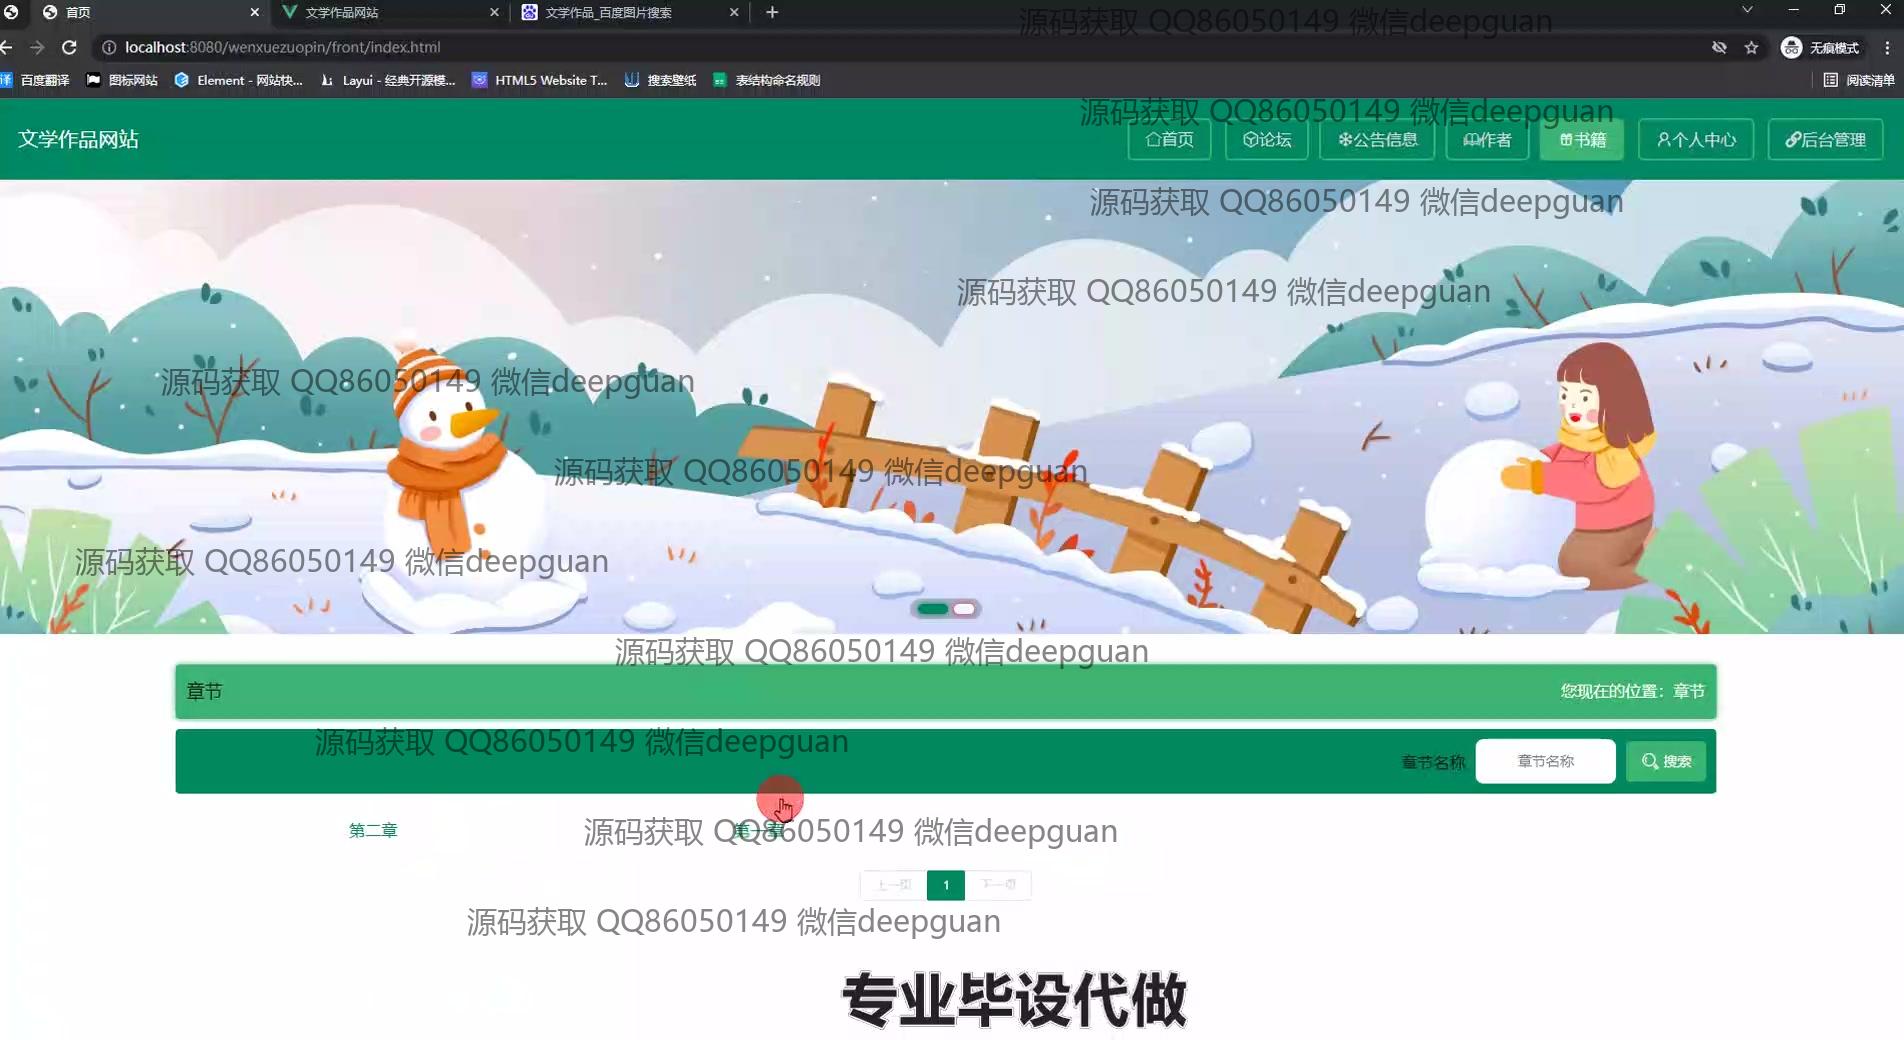 首页
文学作品网站
文学作品_百度图片搜索
源码获取 QQ86050149 微信deepguan
localhost:8080/wenxuezuopin/front/index.html
无痕模式
百度翻译
图标网站
Element - 网站快...
Layui - 经典开源模...
HTML5 Website T...
搜索壁纸
表结构命名规则
阅读清单
源码获取 QQ86050149 微信deepguan
文学作品网站
首页
论坛
公告信息
作者
书籍
个人中心
后台管理
源码获取 QQ86050149 微信deepguan
源码获取 QQ86050149 微信deepguan
源码获取 QQ86050149 微信deepguan
源码获取 QQ86050149 微信deepguan
源码获取 QQ86050149 微信deepguan
源码获取 QQ86050149 微信deepguan
章节
您现在的位置：章节
源码获取 QQ86050149 微信deepguan
章节名称
章节名称
搜索
第二章
第一章
源码获取 QQ86050149 微信deepguan
上一页
1
下一页
源码获取 QQ86050149 微信deepguan
专业毕设代做